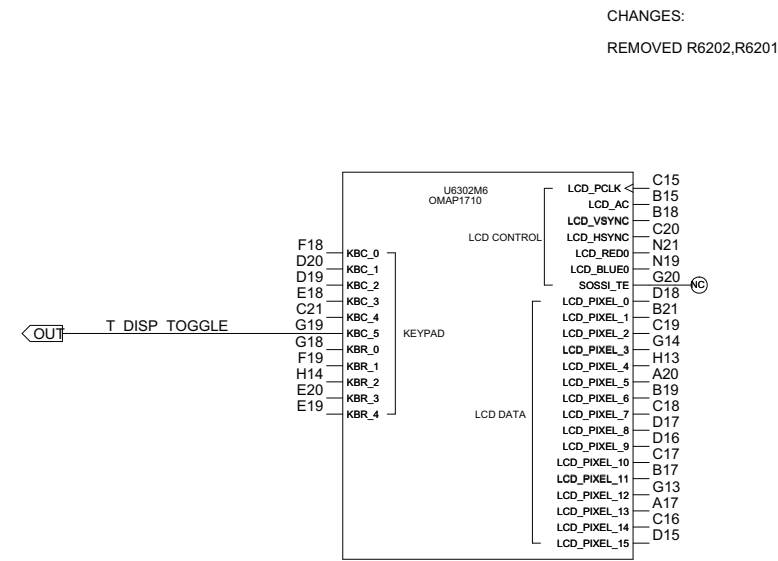 CHANGES:
REMOVED R6202,R6201
U6302M6
OMAP1710
LCD CONTROL
KEYPAD
LCD DATA
OUT
T_DISP_TOGGLE
F18 KBC_0
D20 KBC_1
D19 KBC_2
E18 KBC_3
C21 KBC_4
G19 KBC_5
G18 KBR_0
F19 KBR_1
H14 KBR_2
E20 KBR_3
E19 KBR_4
LCD_PCLK C15
LCD_AC B15
LCD_VSYNC B18
LCD_HSYNC C20
LCD_RED0 N21
LCD_BLUE0 N19
SOSSI_TE G20 NC
LCD_PIXEL_0 D18
LCD_PIXEL_1 B21
LCD_PIXEL_2 C19
LCD_PIXEL_3 G14
LCD_PIXEL_4 H13
LCD_PIXEL_5 A20
LCD_PIXEL_6 B19
LCD_PIXEL_7 C18
LCD_PIXEL_8 D17
LCD_PIXEL_9 D16
LCD_PIXEL_10 C17
LCD_PIXEL_11 B17
LCD_PIXEL_12 G13
LCD_PIXEL_13 A17
LCD_PIXEL_14 C16
LCD_PIXEL_15 D15